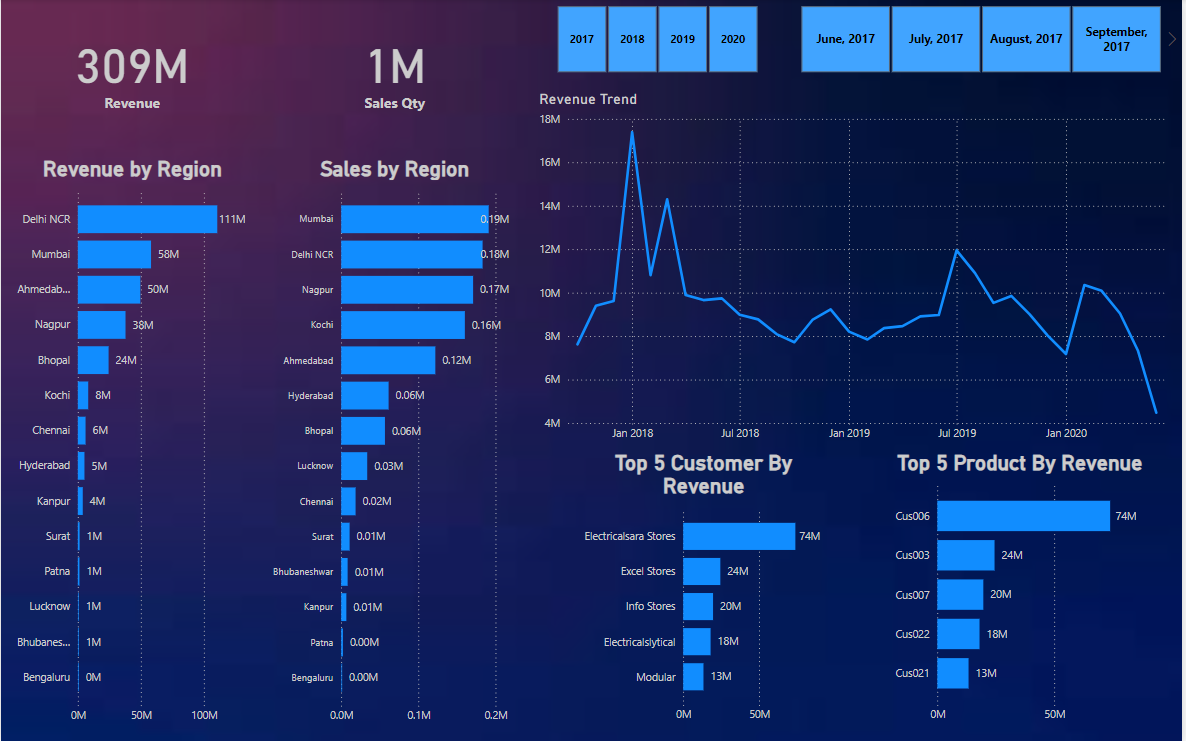 309M
Revenue
1M
Sales Qty
2017
2018
2019
2020
June, 2017
July, 2017
August, 2017
September,
2017
Revenue by Region
Delhi NCR
111M
Mumbai
58M
Ahmedab...
50M
Nagpur
38M
Bhopal
24M
Kochi
8M
Chennai
6M
Hyderabad
5M
Kanpur
4M
Surat
1M
Patna
1M
Lucknow
1M
Bhubanes...
1M
Bengaluru
0M
0M
50M
100M
Sales by Region
Mumbai
0.19M
Delhi NCR
0.18M
Nagpur
0.17M
Kochi
0.16M
Ahmedabad
0.12M
Hyderabad
0.06M
Bhopal
0.06M
Lucknow
0.03M
Chennai
0.02M
Surat
0.01M
Bhubaneshwar
0.01M
Kanpur
0.01M
Patna
0.00M
Bengaluru
0.00M
0.0M
0.1M
0.2M
Revenue Trend
18M
16M
14M
12M
10M
8M
6M
4M
Jan 2018
Jul 2018
Jan 2019
Jul 2019
Jan 2020
Top 5 Customer By
Revenue
Electricalsara Stores
74M
Excel Stores
24M
Info Stores
20M
Electricalslytical
18M
Modular
13M
0M
50M
Top 5 Product By Revenue
Cus006
74M
Cus003
24M
Cus007
20M
Cus022
18M
Cus021
13M
0M
50M